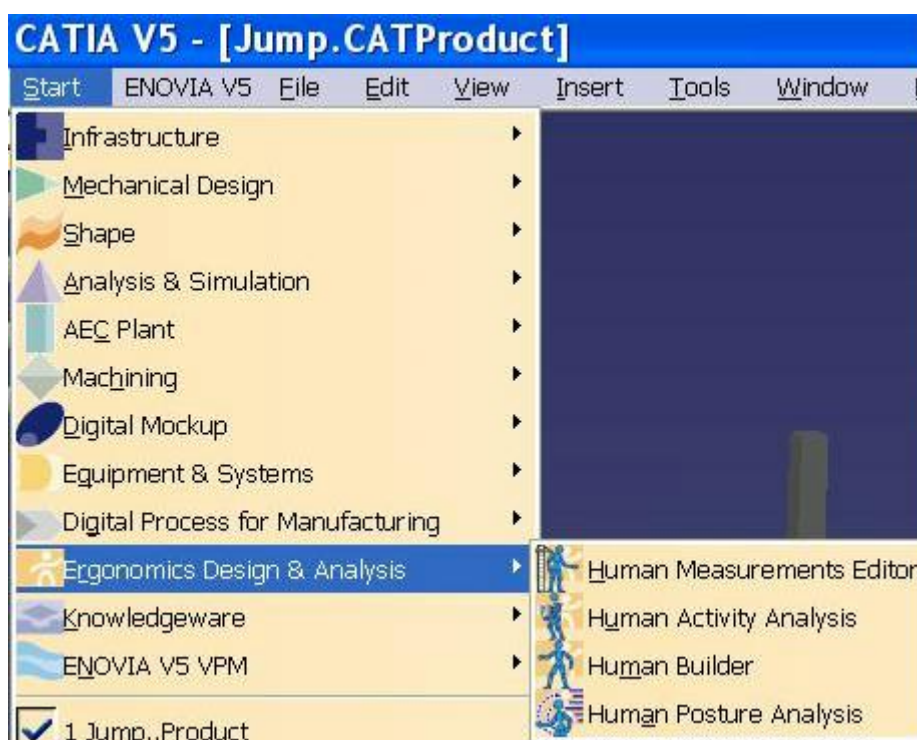 CATIA V5 - [Jump.CATProduct]
Start ENOVIA V5 File Edit View Insert Tools Window
Infrastructure
Mechanical Design
Shape
Analysis & Simulation
AEC Plant
Machining
Digital Mockup
Equipment & Systems
Digital Process for Manufacturing
Ergonomics Design & Analysis
Knowledgeware
ENOVIA V5 VPM
1 Jump..Product
Human Measurements Editor
Human Activity Analysis
Human Builder
Human Posture Analysis